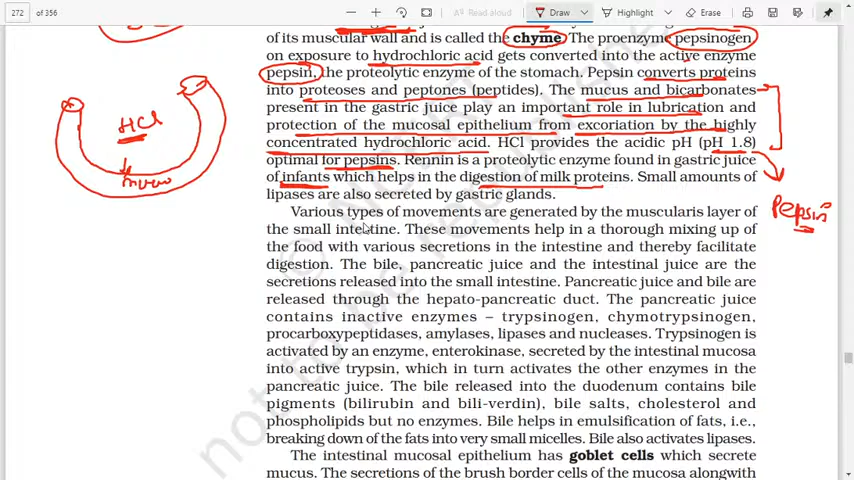 272 of 356
Read aloud Draw Highlight Erase
of its muscular wall and is called the chyme. The proenzyme pepsinogen
on exposure to hydrochloric acid gets converted into the active enzyme
pepsin, the proteolytic enzyme of the stomach. Pepsin converts proteins
into proteoses and peptones (peptides). The mucus and bicarbonates
present in the gastric juice play an important role in lubrication and
protection of the mucosal epithelium from excoriation by the highly
concentrated hydrochloric acid. HCl provides the acidic pH (pH 1.8)
optimal for pepsins. Rennin is a proteolytic enzyme found in gastric juice
of infants which helps in the digestion of milk proteins. Small amounts of
lipases are also secreted by gastric glands.
HCl
Pepsin
Various types of movements are generated by the muscularis layer of
the small intestine. These movements help in a thorough mixing up of
the food with various secretions in the intestine and thereby facilitate
digestion. The bile, pancreatic juice and the intestinal juice are the
secretions released into the small intestine. Pancreatic juice and bile are
released through the hepato-pancreatic duct. The pancreatic juice
contains inactive enzymes – trypsinogen, chymotrypsinogen,
procarboxypeptidases, amylases, lipases and nucleases. Trypsinogen is
activated by an enzyme, enterokinase, secreted by the intestinal mucosa
into active trypsin, which in turn activates the other enzymes in the
pancreatic juice. The bile released into the duodenum contains bile
pigments (bilirubin and bili-verdin), bile salts, cholesterol and
phospholipids but no enzymes. Bile helps in emulsification of fats, i.e.,
breaking down of the fats into very small micelles. Bile also activates lipases.
The intestinal mucosal epithelium has goblet cells which secrete
mucus. The secretions of the brush border cells of the mucosa alongwith